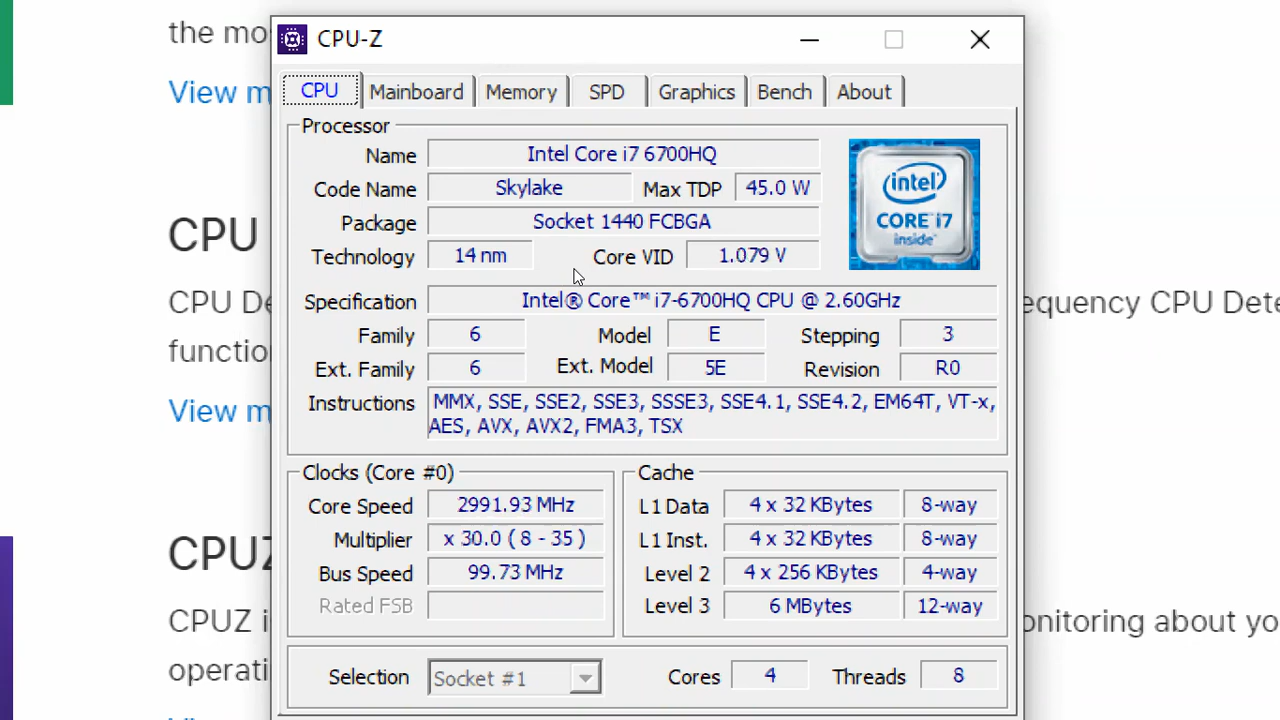 the mo
CPU-Z
View m
CPU Mainboard Memory SPD Graphics Bench About
Processor
Name Intel Core i7 6700HQ
Code Name Skylake Max TDP 45.0 W
Package Socket 1440 FCBGA
Technology 14 nm Core VID 1.079 V
intel CORE i7 inside
CPU
Specification Intel® Core™ i7-6700HQ CPU @ 2.60GHz
CPU De equency CPU Dete
Family 6 Model E Stepping 3
functio
Ext. Family 6 Ext. Model 5E Revision R0
Instructions MMX, SSE, SSE2, SSE3, SSSE3, SSE4.1, SSE4.2, EM64T, VT-x,
AES, AVX, AVX2, FMA3, TSX
View m
Clocks (Core #0) Cache
Core Speed 2991.93 MHz L1 Data 4 x 32 KBytes 8-way
Multiplier x 30.0 ( 8 - 35 ) L1 Inst. 4 x 32 KBytes 8-way
CPUZ
Bus Speed 99.73 MHz Level 2 4 x 256 KBytes 4-way
Rated FSB Level 3 6 MBytes 12-way
CPUZ i onitoring about yo
operati
Selection Socket #1 Cores 4 Threads 8